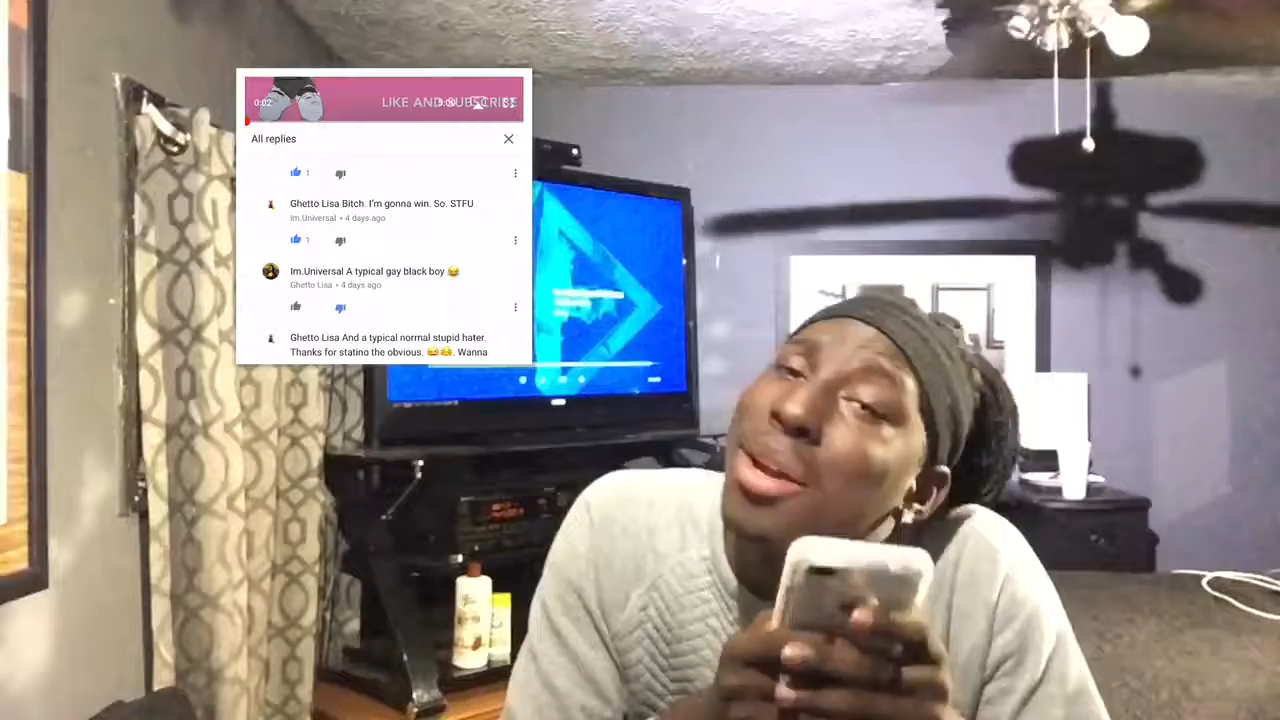 LIKE AND SUBSCRIBE
0:02
All replies
1
Ghetto Lisa Bitch. I'm gonna win. So. STFU
Im.Universal • 4 days ago
1
Im.Universal A typical gay black boy 😂
Ghetto Lisa • 4 days ago
Ghetto Lisa And a typical normal stupid hater.
Thanks for stating the obvious. 😄😂. Wanna